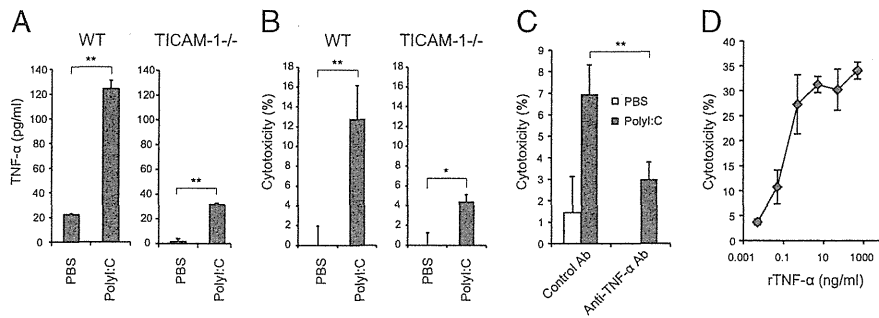 A
WT
TICAM-1-/-
TNF-α (pg/ml)
140
120
100
80
60
40
20
0
**
PBS
PolyI:C
140
120
100
80
60
40
20
0
**
PBS
PolyI:C
B
WT
TICAM-1-/-
Cytotoxicity (%)
18
16
14
12
10
8
6
4
2
0
**
PBS
PolyI:C
18
16
14
12
10
8
6
4
2
0
*
PBS
PolyI:C
C
Cytotoxicity (%)
9
8
7
6
5
4
3
2
1
0
**
PBS
PolyI:C
Control Ab
Anti-TNF-α Ab
D
Cytotoxicity (%)
40
35
30
25
20
15
10
5
0
0.001
0.1
10
1000
rTNF-α (ng/ml)